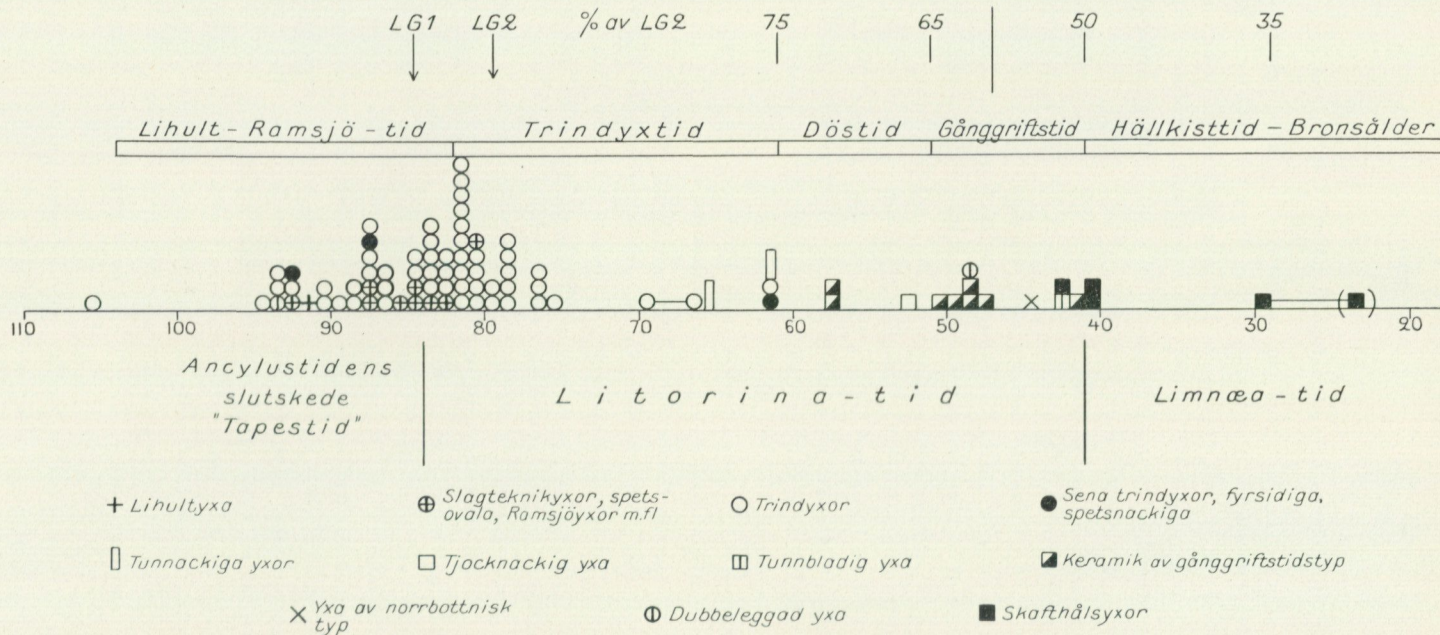 LG1 LG2 % av LG2 75 65 50 35
Lihult-Ramsjö-tid Trindyxtid Döstid Gånggriftstid Hällkisttid-Bronsålder
110 100 90 80 70 60 50 40 30 20
Ancylustidens
slutskede
"Tapestid"
Litorina-tid
Limnæa-tid
Lihultyxa
Slagteknikyxor, spets-
ovala, Ramsjöyxor m.fl
Trindyxor
Sena trindyxor, fyrsidiga,
spetsnackiga
Tunnackiga yxor
Tjocknackig yxa
Tunnbladig yxa
Keramik av gånggriftstidstyp
Yxa av norrbottnisk
typ
Dubbeleggad yxa
Skafthålsyxor